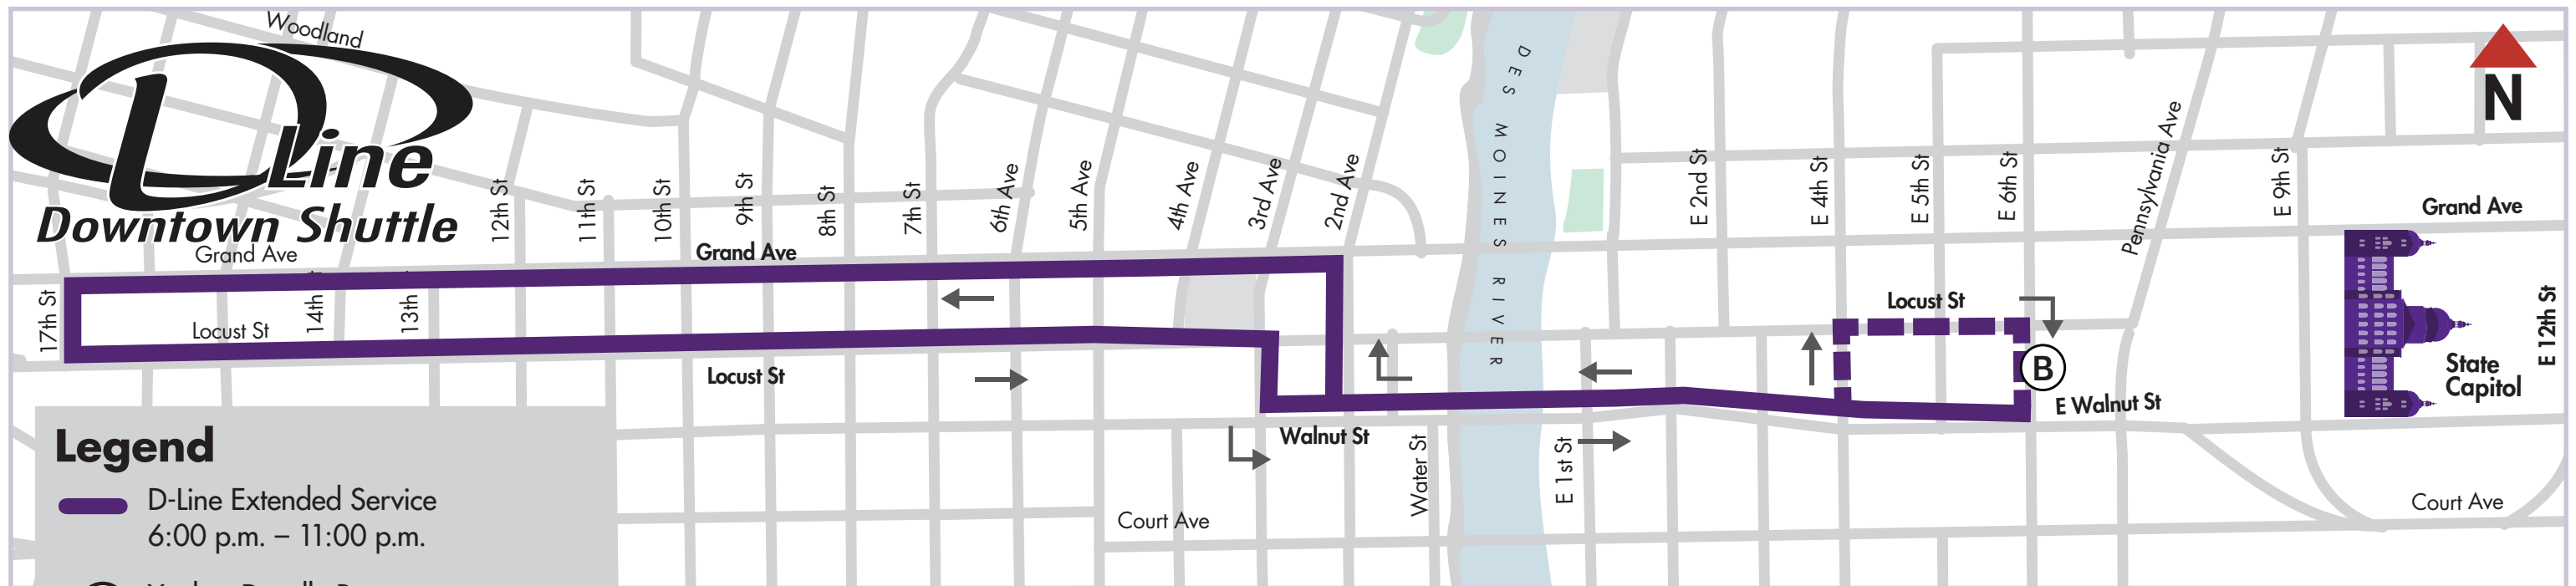 Woodland
D
Line
Downtown Shuttle
DES MOINES RIVER
N
12th St
11th St
10th St
9th St
8th St
7th St
6th Ave
5th Ave
4th Ave
3rd Ave
2nd Ave
E 2nd St
E 4th St
E 5th St
E 6th St
Pennsylvania Ave
E 9th St
Grand Ave
Grand Ave
Grand Ave
17th St
14th
13th
Locust St
Locust St
Locust St
B
E Walnut St
State
Capitol
E 12th St
Walnut St
Water St
E 1st St
Court Ave
Court Ave
Legend
D-Line Extended Service
6:00 p.m. – 11:00 p.m.